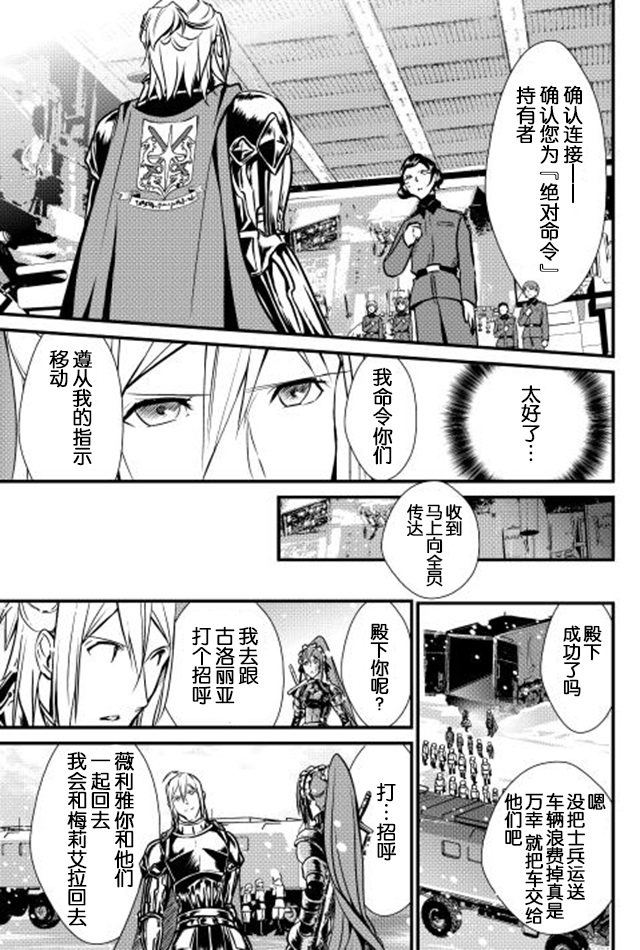 确认连接——
确认您为『绝对命令』
持有者
太好了…
我命令你们
遵从我的指示
移动
收到
马上向全员
传达
殿下
成功了吗
嗯
没把士兵运送
车辆浪费掉真是
万幸 就把车交给
他们吧
殿下你呢？
我去跟
古洛丽亚
打个招呼
打…招呼
薇利雅你和他们
一起回去
我会和梅莉艾拉回去